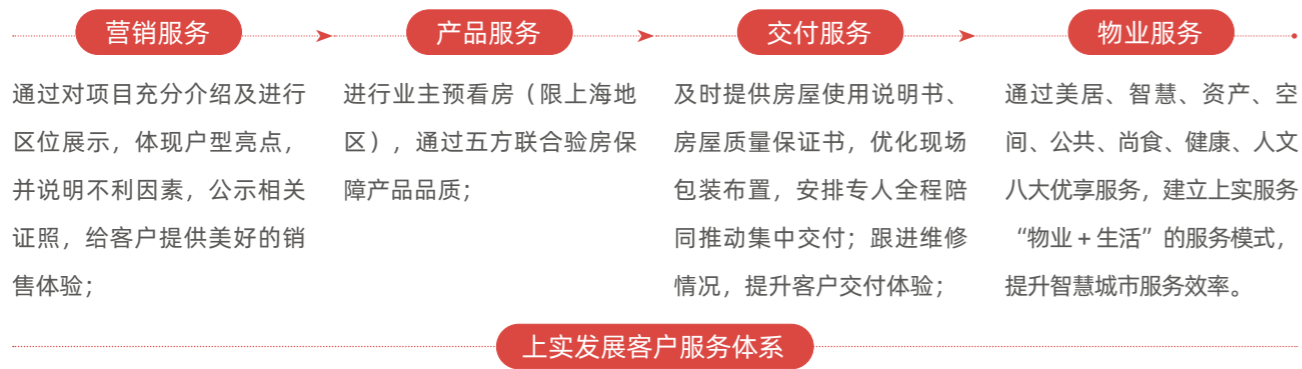 营销服务
通过对项目充分介绍及进行
区位展示，体现户型亮点，
并说明不利因素，公示相关
证照，给客户提供美好的销
售体验；
产品服务
进行业主预看房（限上海地
区），通过五方联合验房保
障产品品质；
交付服务
及时提供房屋使用说明书、
房屋质量保证书，优化现场
包装布置，安排专人全程陪
同推动集中交付；跟进维修
情况，提升客户交付体验；
物业服务
通过美居、智慧、资产、空
间、公共、尚食、健康、人文
八大优享服务，建立上实服务
“物业 + 生活”的服务模式，
提升智慧城市服务效率。
上实发展客户服务体系